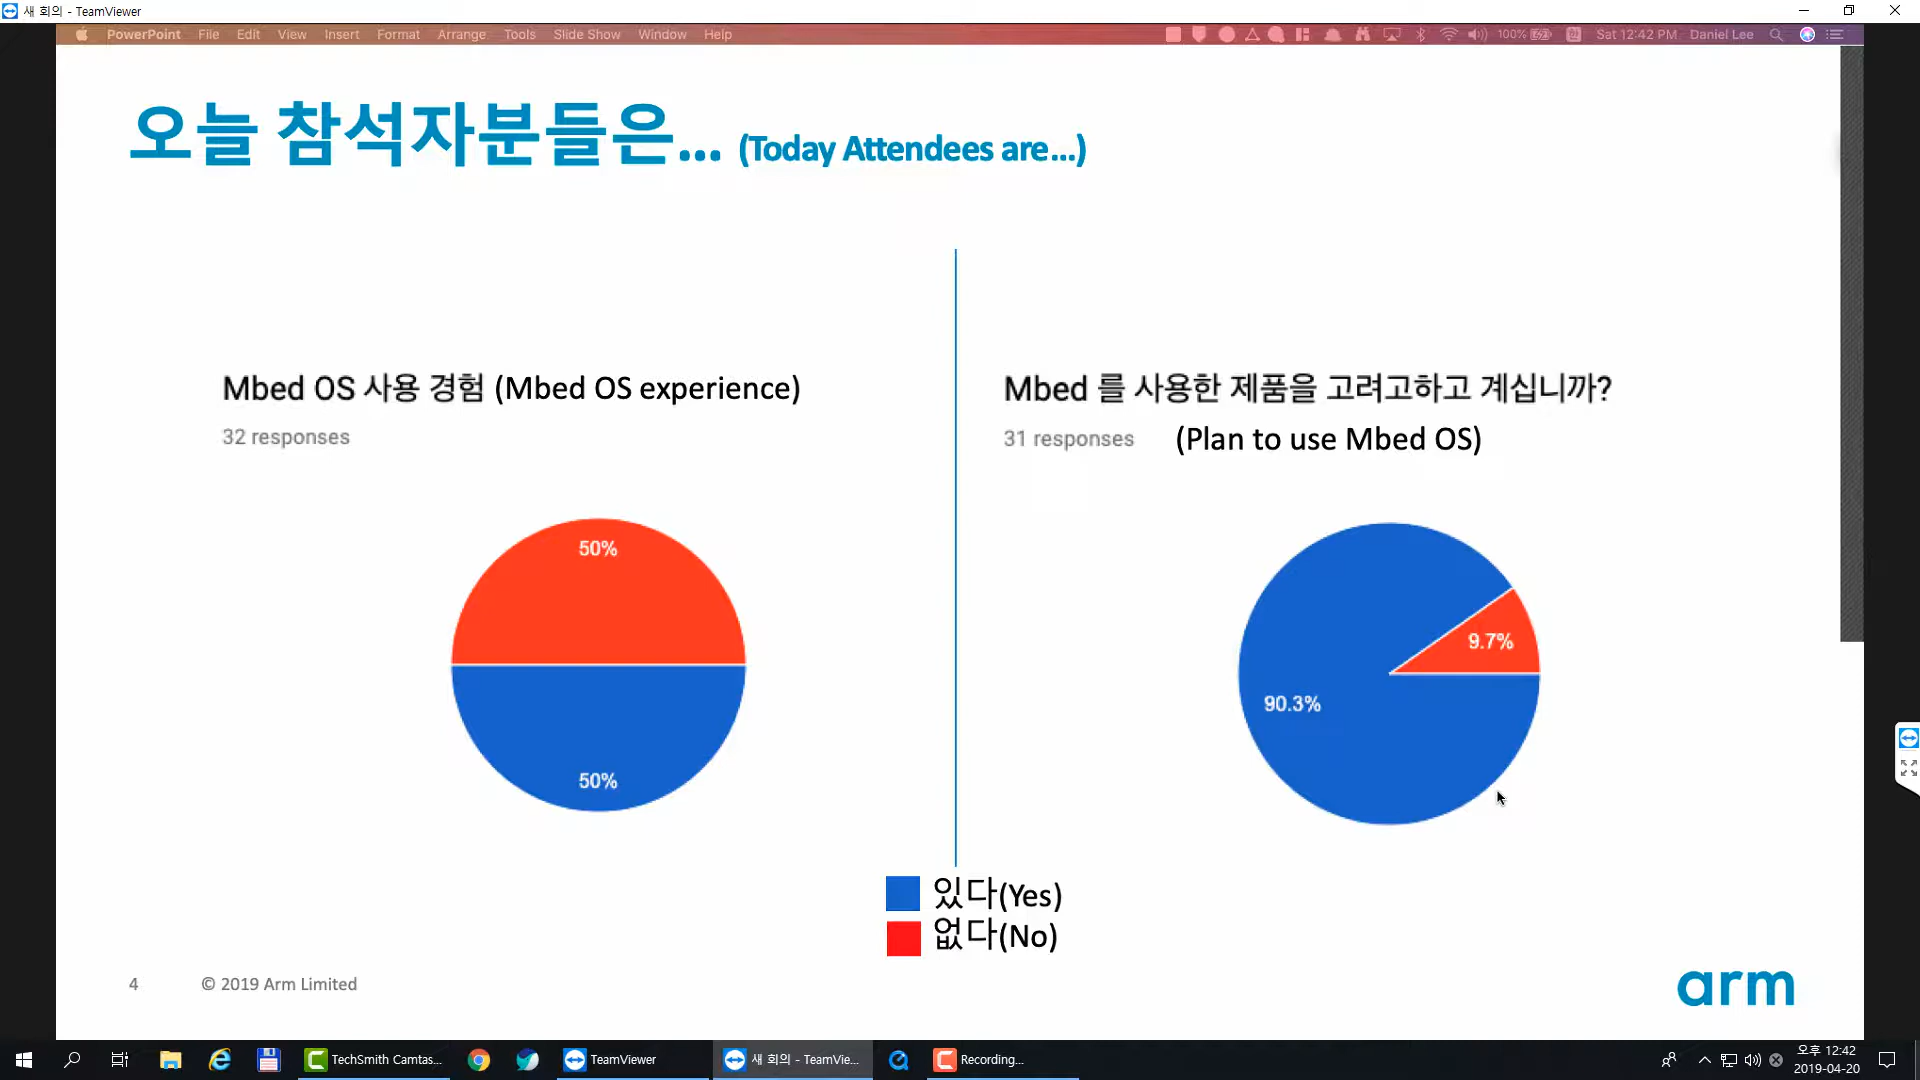 새 회의 - TeamViewer
PowerPoint File Edit View Insert Format Arrange Tools Slide Show Window Help 100% Sat 12:42 PM Daniel Lee
오늘 참석자분들은... (Today Attendees are...)
Mbed OS 사용 경험 (Mbed OS experience)
32 responses
50%
50%
Mbed 를 사용한 제품을 고려고하고 계십니까?
31 responses (Plan to use Mbed OS)
9.7%
90.3%
있다(Yes)
없다(No)
4 © 2019 Arm Limited
arm
TechSmith Camtas... TeamViewer 새 회의 - TeamVie... Recording... 오후 12:42
2019-04-20